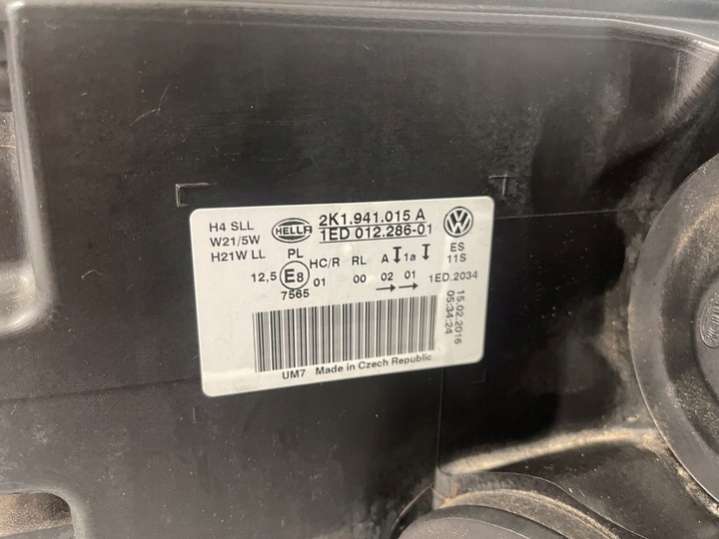 H4 SLL
W21/5W
H21W LL
HELLA
2K1.941.015 A
1ED 012.286-01
VW
PL
12,5 E8 HC/R RL A 1a
01 00 02 01
7565
ES
11S
1ED.2034
15.02.2016
05:34:24
UM7 Made in Czech Republic